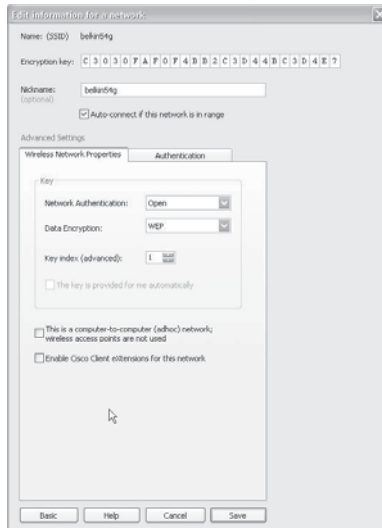 Edit information for a network
Name: (SSID) belkin54g
Encryption key: C 3 0 3 0 F A F 0 F 4 B B 2 C 3 D 4 4 B C 3 D 4 E 7
Nickname: belkin54g
(optional)
Auto-connect if this network is in range
Advanced Settings
Wireless Network Properties Authentication
Key
Network Authentication: Open
Data Encryption: WEP
Key index (advanced): 1
The key is provided for me automatically
This is a computer-to-computer (adhoc) network;
wireless access points are not used
Enable Cisco Client eXtensions for this network
Basic Help Cancel Save